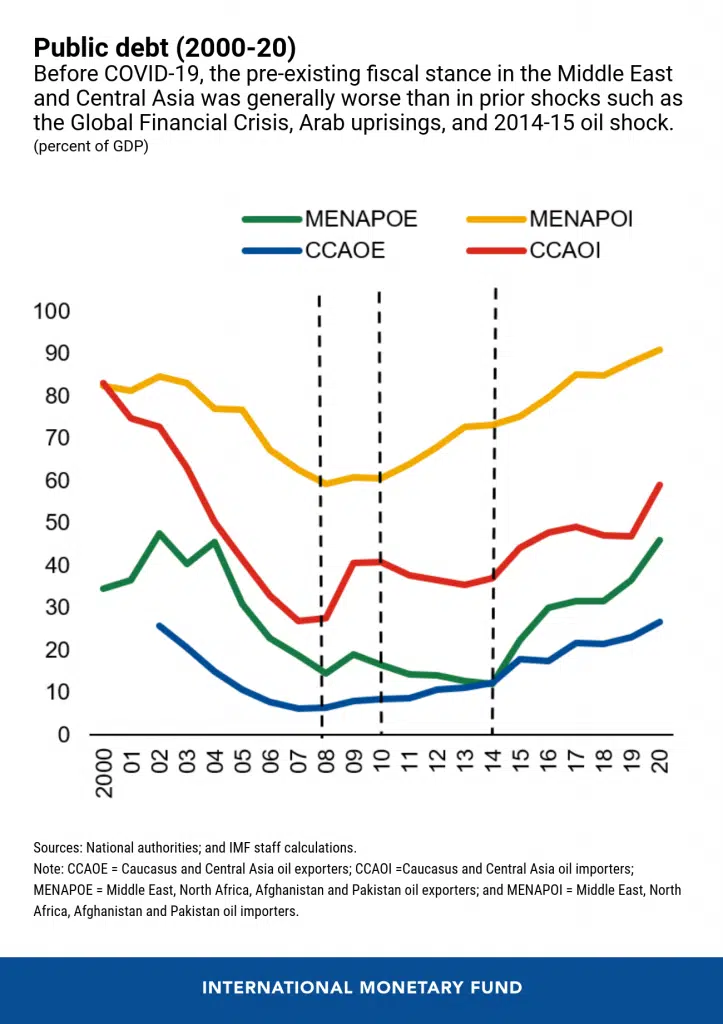 Public debt (2000-20)
Before COVID-19, the pre-existing fiscal stance in the Middle East
and Central Asia was generally worse than in prior shocks such as
the Global Financial Crisis, Arab uprisings, and 2014-15 oil shock.
(percent of GDP)
MENAPOE MENAPOI
CCAOE CCAOI
100
90
80
70
60
50
40
30
20
10
0
2000 01 02 03 04 05 06 07 08 09 10 11 12 13 14 15 16 17 18 19 20
Sources: National authorities; and IMF staff calculations.
Note: CCAOE = Caucasus and Central Asia oil exporters; CCAOI =Caucasus and Central Asia oil importers;
MENAPOE = Middle East, North Africa, Afghanistan and Pakistan oil exporters; and MENAPOI = Middle East, North
Africa, Afghanistan and Pakistan oil importers.
INTERNATIONAL MONETARY FUND